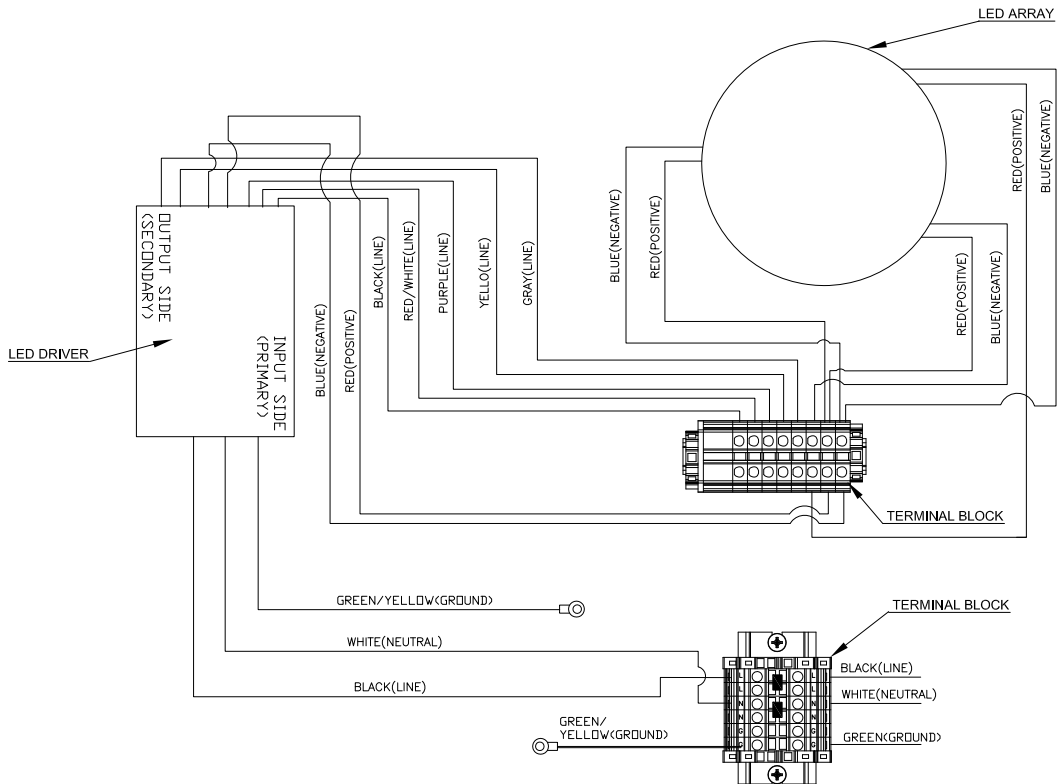 LED ARRAY
RED(POSITIVE)
BLUE(NEGATIVE)
BLUE(NEGATIVE)
RED(POSITIVE)
RED(POSITIVE)
BLUE(NEGATIVE)
OUTPUT SIDE
(SECONDARY)
INPUT SIDE
(PRIMARY)
LED DRIVER
BLUE(NEGATIVE)
RED(POSITIVE)
BLACK(LINE)
RED/WHITE(LINE)
PURPLE(LINE)
YELLO(LINE)
GRAY(LINE)
TERMINAL BLOCK
GREEN/YELLOW(GROUND)
WHITE(NEUTRAL)
BLACK(LINE)
GREEN/
YELLOW(GROUND)
TERMINAL BLOCK
BLACK(LINE)
WHITE(NEUTRAL)
GREEN(GROUND)
L L
L L
N N
N N
G G
G G